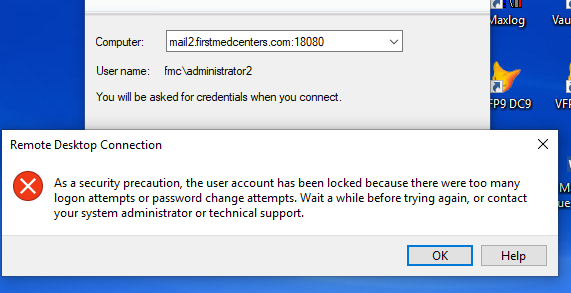 Maxlog
Vau
Computer: mail2.firstmedcenters.com:18080
User name: fmc\administrator2
You will be asked for credentials when you connect.
FP9 DC9
VFP
Remote Desktop Connection
As a security precaution, the user account has been locked because there were too many
logon attempts or password change attempts. Wait a while before trying again, or contact
your system administrator or technical support.
M
ue
OK
Help